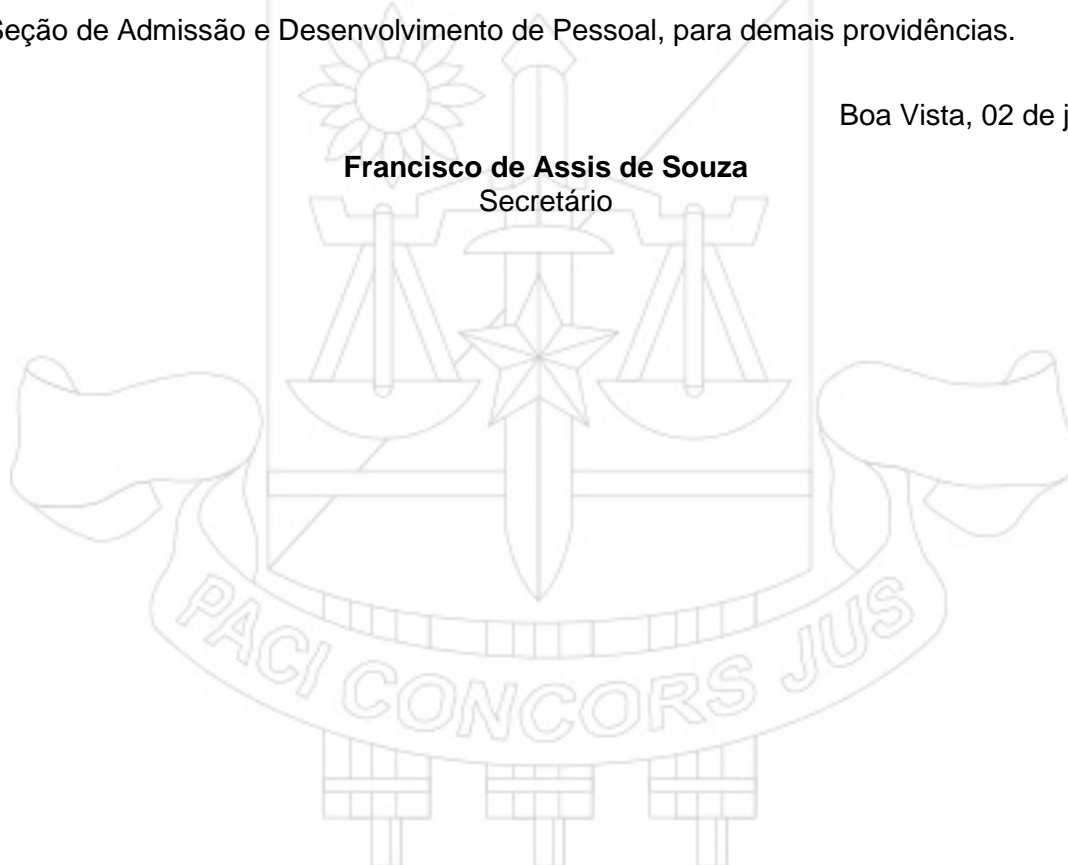 Seção de Admissão e Desenvolvimento de Pessoal, para demais providências.
Boa Vista, 02 de j
Francisco de Assis de Souza
Secretário
PACI CONCORS JUS